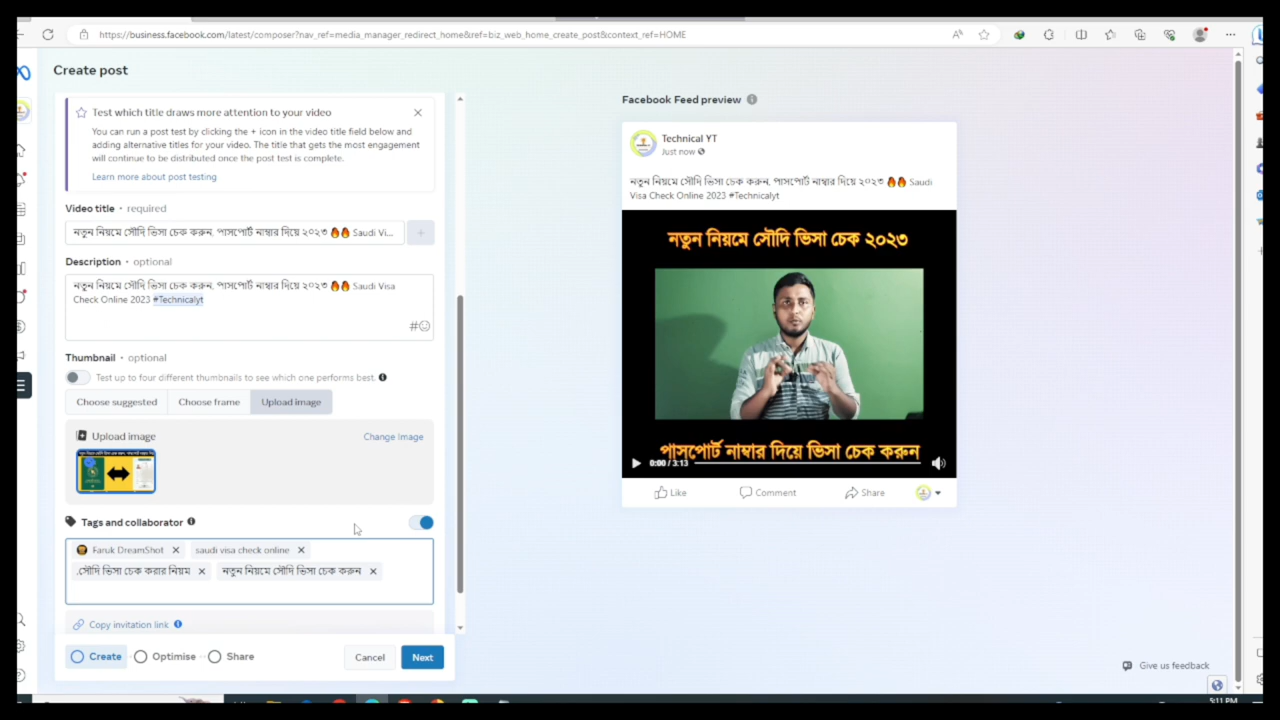 https://business.facebook.com/latest/composer?nav_ref=media_manager_redirect_home&ref=biz_web_home_create_post&context_ref=HOME
Create post
Test which title draws more attention to your video
You can run a post test by clicking the + icon in the video title field below and
adding alternative titles for your video. The title that gets the most engagement
will continue to be distributed once the post test is complete.
Learn more about post testing
Video title • required
নতুন নিয়মে সৌদি ভিসা চেক করুন. পাসপোর্ট নাম্বার দিয়ে ২০২৩ 🔥🔥 Saudi Vi...
Description • optional
নতুন নিয়মে সৌদি ভিসা চেক করুন. পাসপোর্ট নাম্বার দিয়ে ২০২৩ 🔥🔥 Saudi Visa
Check Online 2023 #Technicalyt
Thumbnail • optional
Test up to four different thumbnails to see which one performs best.
Choose suggested Choose frame Upload image
Upload image Change Image
Tags and collaborator
Faruk DreamShot saudi visa check online
.সৌদি ভিসা চেক করার নিয়ম নতুন নিয়মে সৌদি ভিসা চেক করুন
Copy invitation link
Create Optimise Share Cancel Next
Facebook Feed preview
Technical YT
Just now
নতুন নিয়মে সৌদি ভিসা চেক করুন. পাসপোর্ট নাম্বার দিয়ে ২০২৩ 🔥🔥 Saudi
Visa Check Online 2023 #Technicalyt
নতুন নিয়মে সৌদি ভিসা চেক ২০২৩
পাসপোর্ট নাম্বার দিয়ে ভিসা চেক করুন
0:00 / 3:13
Like Comment Share
Give us feedback
5:11 PM